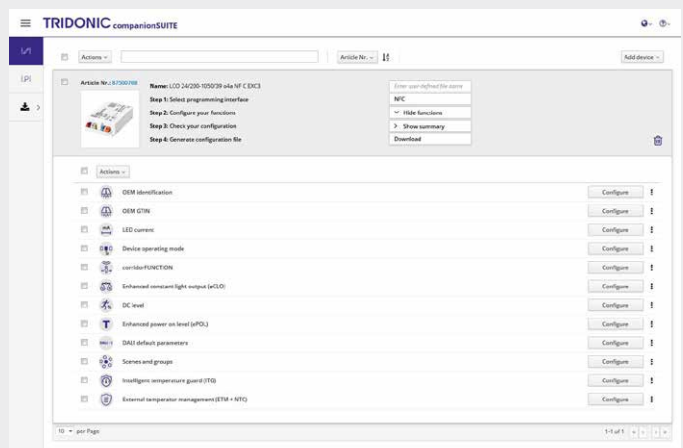 TRIDONIC companionSUITE
Actions
Article Nr.
Add device
Article Nr.: 87500798
Name: LCO 24/200-1050/39 o4a NF C EXC3
Enter user defined file name
Step 1: Select programming interface
NFC
Step 2: Configure your functions
Hide functions
Step 3: Check your configuration
Show summary
Step 4: Generate configuration file
Download
Actions
OEM identification
Configure
OEM GTIN
Configure
LED current
Configure
Device operating mode
Configure
corridorFUNCTION
Configure
Enhanced constant light output (eCLO)
Configure
DC level
Configure
Enhanced power on level (ePOL)
Configure
DALI default parameters
Configure
Scenes and groups
Configure
Intelligent temperature guard (ITG)
Configure
External temparatur management (ETM + NTC)
Configure
10 per Page
1-1 of 1